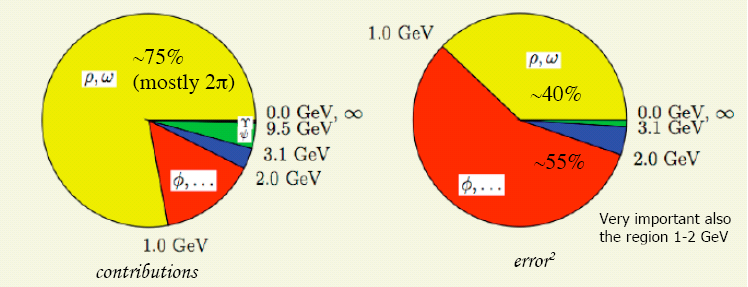 ~75%
(mostly 2π)
ρ, ω
0.0 GeV, ∞
ϒ
ψ
9.5 GeV
3.1 GeV
2.0 GeV
ϕ, . . .
1.0 GeV
contributions
1.0 GeV
ρ, ω
~40%
0.0 GeV, ∞
3.1 GeV
2.0 GeV
~55%
ϕ, . . .
Very important also
the region 1-2 GeV
error²